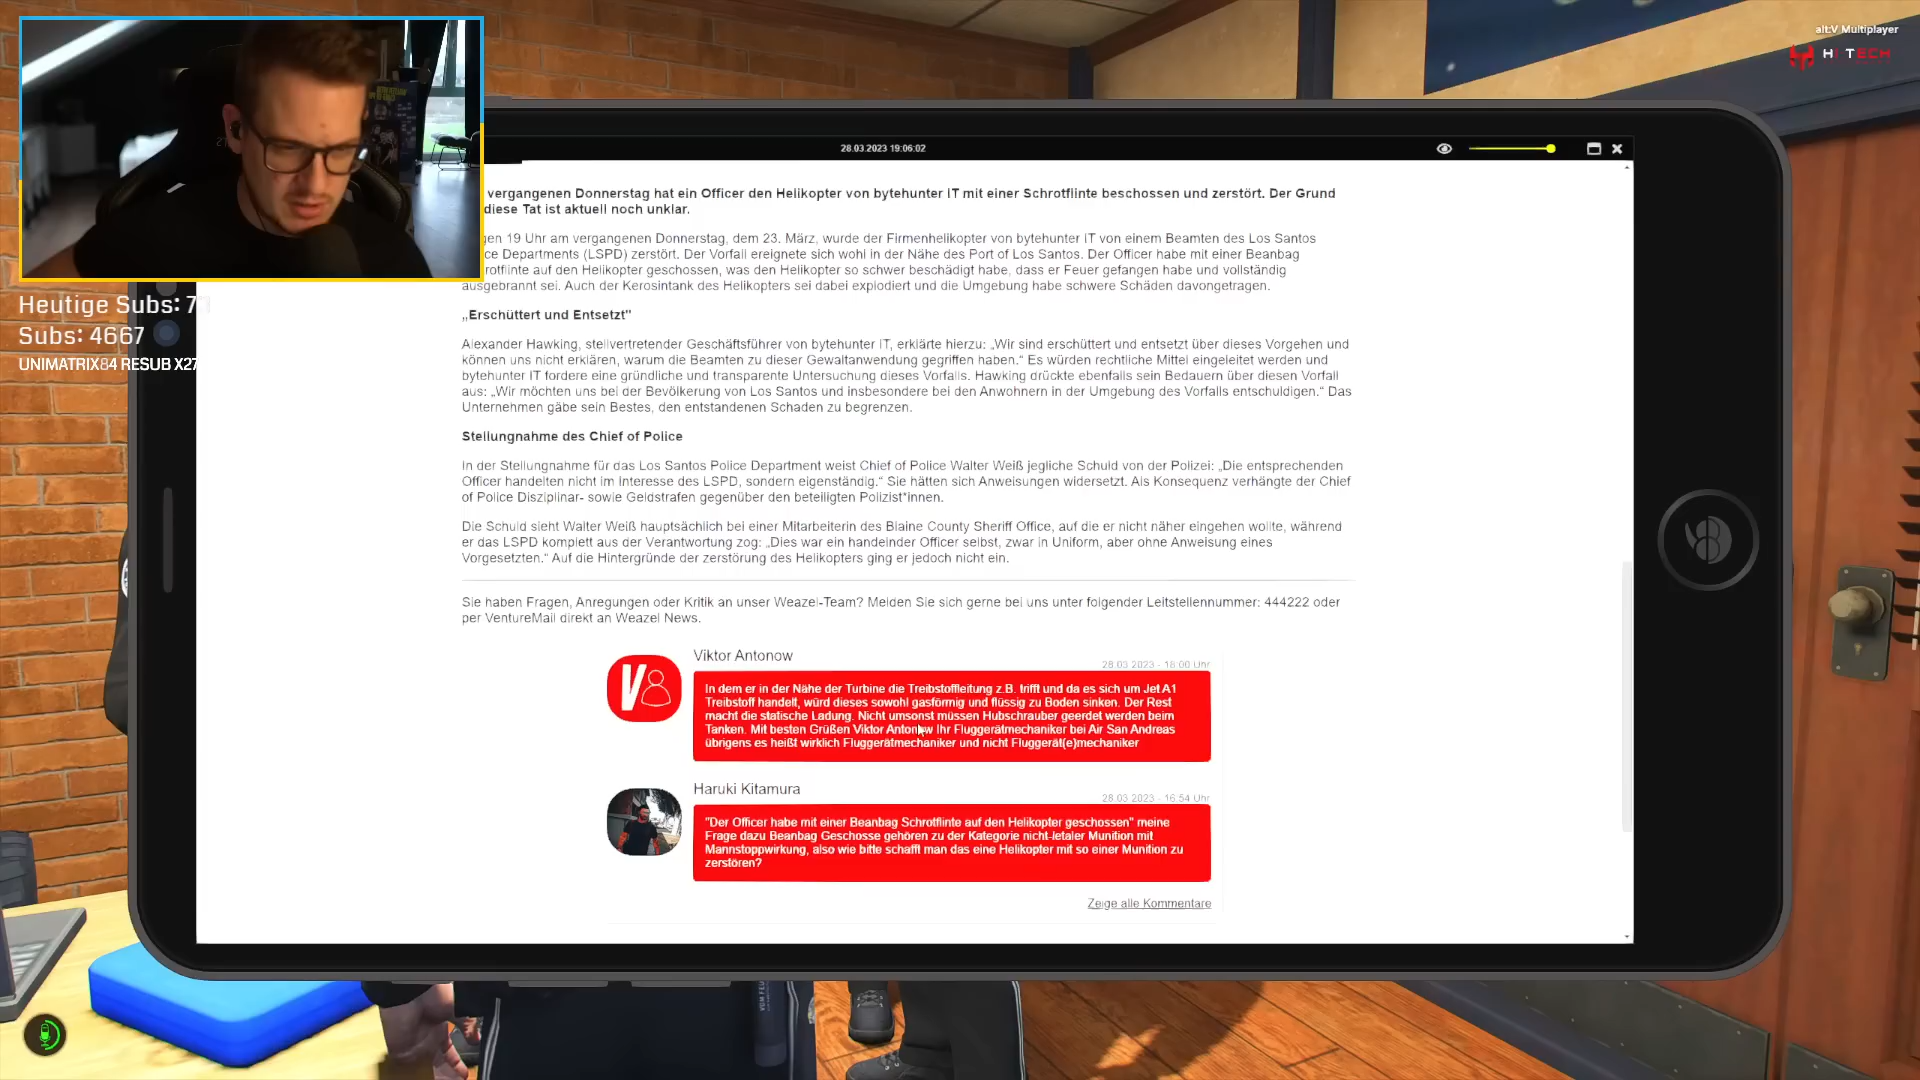 alt:V Multiplayer
HI TECH
28.03.2023 19:06:02
vergangenen Donnerstag hat ein Officer den Helikopter von bytehunter IT mit einer Schrotflinte beschossen und zerstört. Der Grund
diese Tat ist aktuell noch unklar.
gen 19 Uhr am vergangenen Donnerstag, dem 23. März, wurde der Firmenhelikopter von bytehunter IT von einem Beamten des Los Santos
ce Departments (LSPD) zerstört. Der Vorfall ereignete sich wohl in der Nähe des Port of Los Santos. Der Officer habe mit einer Beanbag
hrotflinte auf den Helikopter geschossen, was den Helikopter so schwer beschädigt habe, dass er Feuer gefangen habe und vollständig
ausgebrannt sei. Auch der Kerosintank des Helikopters sei dabei explodiert und die Umgebung habe schwere Schäden davongetragen.
Heutige Subs: 7
Subs: 4667
UNIMATRIX84 RESUB X27
„Erschüttert und Entsetzt"
Alexander Hawking, stellvertretender Geschäftsführer von bytehunter IT, erklärte hierzu: „Wir sind erschüttert und entsetzt über dieses Vorgehen und
können uns nicht erklären, warum die Beamten zu dieser Gewaltanwendung gegriffen haben.“ Es würden rechtliche Mittel eingeleitet werden und
bytehunter IT fordere eine gründliche und transparente Untersuchung dieses Vorfalls. Hawking drückte ebenfalls sein Bedauern über diesen Vorfall
aus: „Wir möchten uns bei der Bevölkerung von Los Santos und insbesondere bei den Anwohnern in der Umgebung des Vorfalls entschuldigen.“ Das
Unternehmen gäbe sein Bestes, den entstandenen Schaden zu begrenzen.
Stellungnahme des Chief of Police
In der Stellungnahme für das Los Santos Police Department weist Chief of Police Walter Weiß jegliche Schuld von der Polizei: „Die entsprechenden
Officer handelten nicht im Interesse des LSPD, sondern eigenständig.“ Sie hätten sich Anweisungen widersetzt. Als Konsequenz verhängte der Chief
of Police Disziplinar- sowie Geldstrafen gegenüber den beteiligten Polizist*innen.
Die Schuld sieht Walter Weiß hauptsächlich bei einer Mitarbeiterin des Blaine County Sheriff Office, auf die er nicht näher eingehen wollte, während
er das LSPD komplett aus der Verantwortung zog: „Dies war ein handelnder Officer selbst, zwar in Uniform, aber ohne Anweisung eines
Vorgesetzten.“ Auf die Hintergründe der zerstörung des Helikopters ging er jedoch nicht ein.
Sie haben Fragen, Anregungen oder Kritik an unser Weazel-Team? Melden Sie sich gerne bei uns unter folgender Leitstellennummer: 444222 oder
per VentureMail direkt an Weazel News.
Viktor Antonow
28.03.2023 - 18:00 Uhr
In dem er in der Nähe der Turbine die Treibstoffleitung z.B. trifft und da es sich um Jet A1
Treibstoff handelt, würd dieses sowohl gasförmig und flüssig zu Boden sinken. Der Rest
macht die statische Ladung. Nicht umsonst müssen Hubschrauber geerdet werden beim
Tanken. Mit besten Grüßen Viktor Antonow Ihr Fluggerätmechaniker bei Air San Andreas
übrigens es heißt wirklich Fluggerätmechaniker und nicht Fluggerät(e)mechaniker
Haruki Kitamura
28.03.2023 - 16:54 Uhr
"Der Officer habe mit einer Beanbag Schrotflinte auf den Helikopter geschossen" meine
Frage dazu Beanbag Geschosse gehören zu der Kategorie nicht-letaler Munition mit
Mannstoppwirkung, also wie bitte schafft man das eine Helikopter mit so einer Munition zu
zerstören?
Zeige alle Kommentare